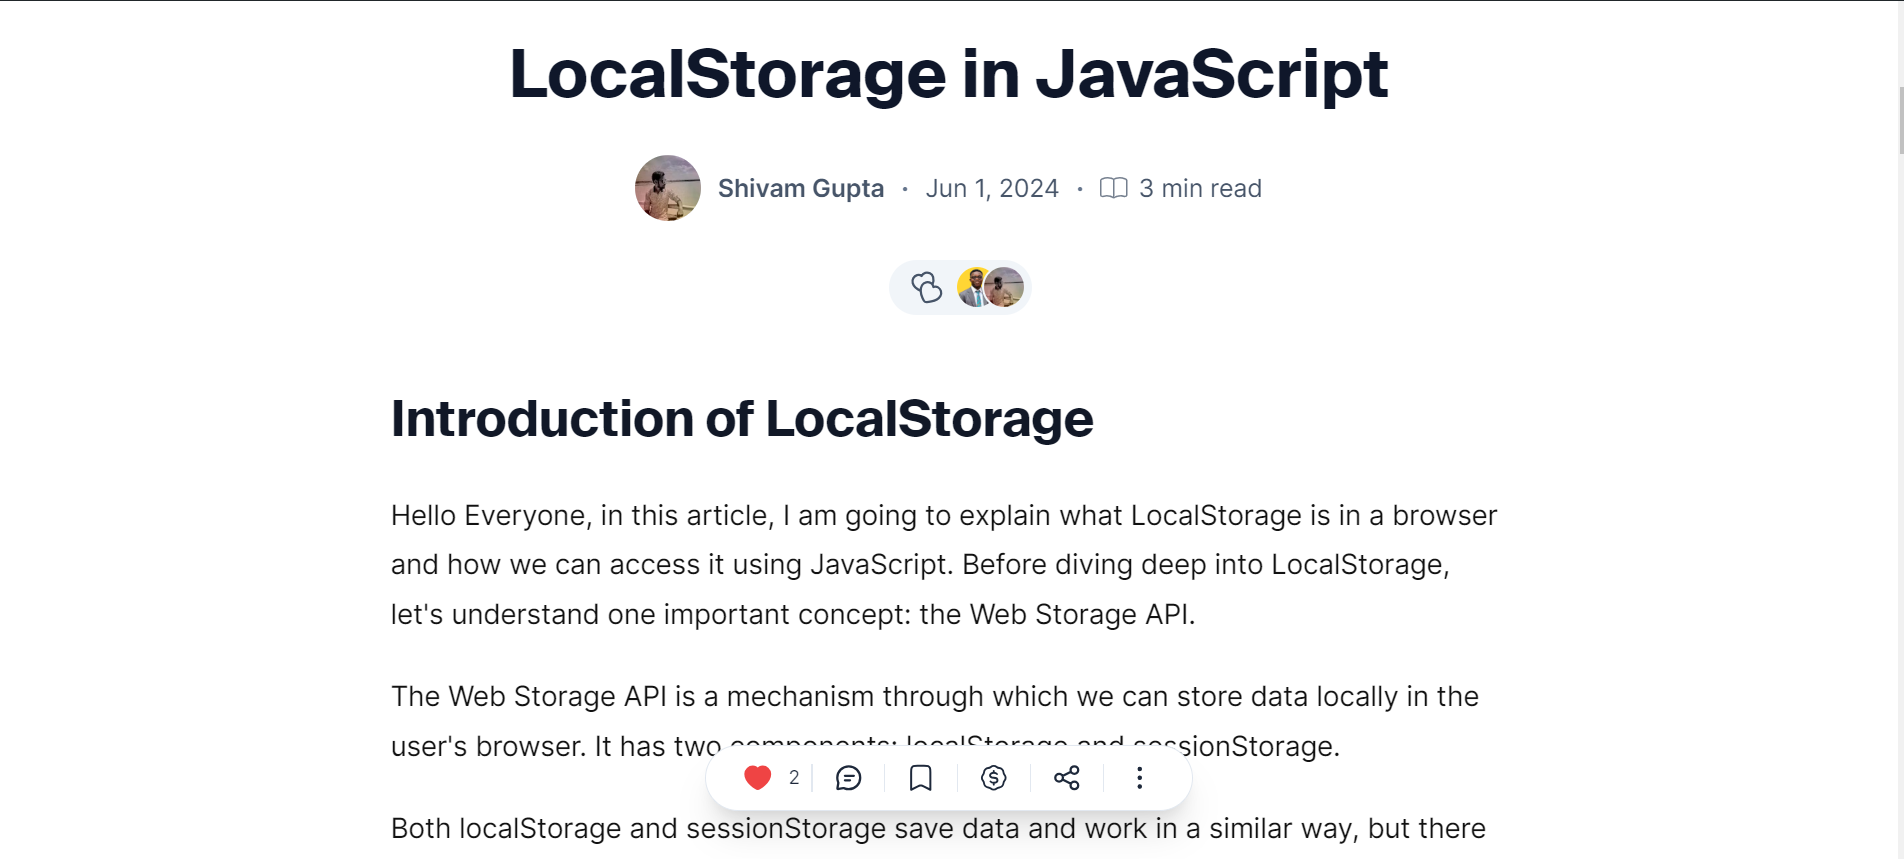 LocalStorage in JavaScript
Shivam Gupta · Jun 1, 2024 · 3 min read
Introduction of LocalStorage
Hello Everyone, in this article, I am going to explain what LocalStorage is in a browser
and how we can access it using JavaScript. Before diving deep into LocalStorage,
let's understand one important concept: the Web Storage API.
The Web Storage API is a mechanism through which we can store data locally in the
user's browser. It has two components: localStorage and sessionStorage.
2
Both localStorage and sessionStorage save data and work in a similar way, but there